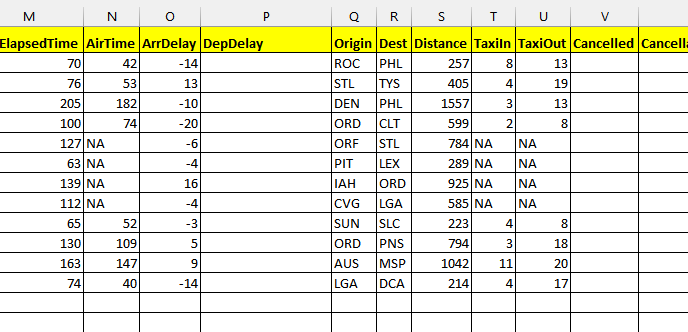 M N O P Q R S T U V
ElapsedTime AirTime ArrDelay DepDelay Origin Dest Distance TaxiIn TaxiOut Cancelled Cancella
70 42 -14 ROC PHL 257 8 13
76 53 13 STL TYS 405 4 19
205 182 -10 DEN PHL 1557 3 13
100 74 -20 ORD CLT 599 2 8
127 NA -6 ORF STL 784 NA NA
63 NA -4 PIT LEX 289 NA NA
139 NA 16 IAH ORD 925 NA NA
112 NA -4 CVG LGA 585 NA NA
65 52 -3 SUN SLC 223 4 8
130 109 5 ORD PNS 794 3 18
163 147 9 AUS MSP 1042 11 20
74 40 -14 LGA DCA 214 4 17